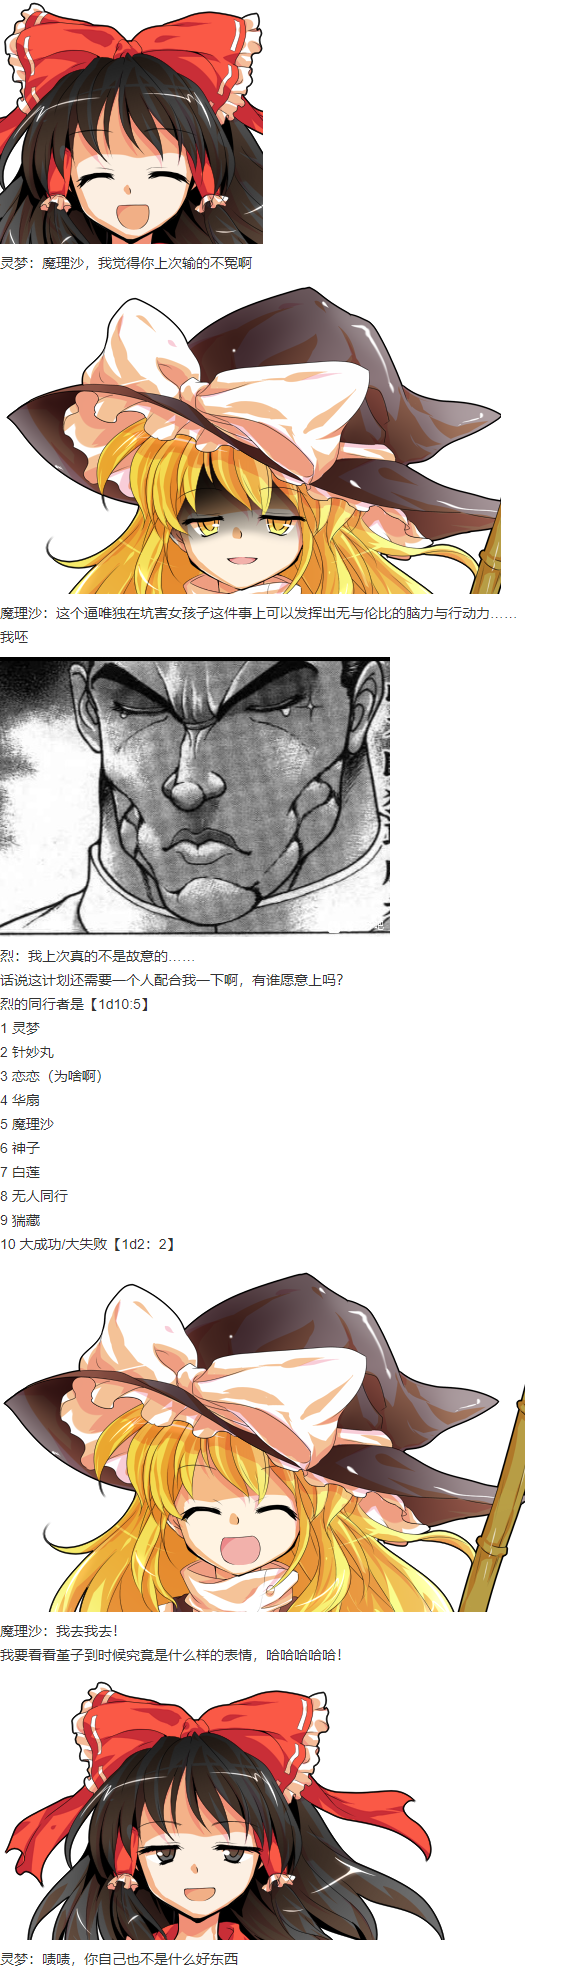 灵梦：魔理沙，我觉得你上次输的不冤啊
魔理沙：这个逼唯独在坑害女孩子这件事上可以发挥出无与伦比的脑力与行动力……
我呸
烈：我上次真的不是故意的……
话说这计划还需要一个人配合我一下啊，有谁愿意上吗？
烈的同行者是【1d10:5】
1 灵梦
2 针妙丸
3 恋恋（为啥啊）
4 华扇
5 魔理沙
6 神子
7 白莲
8 无人同行
9 猯藏
10 大成功/大失败【1d2：2】
魔理沙：我去我去！
我要看看堇子到时候究竟是什么样的表情，哈哈哈哈哈！
灵梦：啧啧，你自己也不是什么好东西